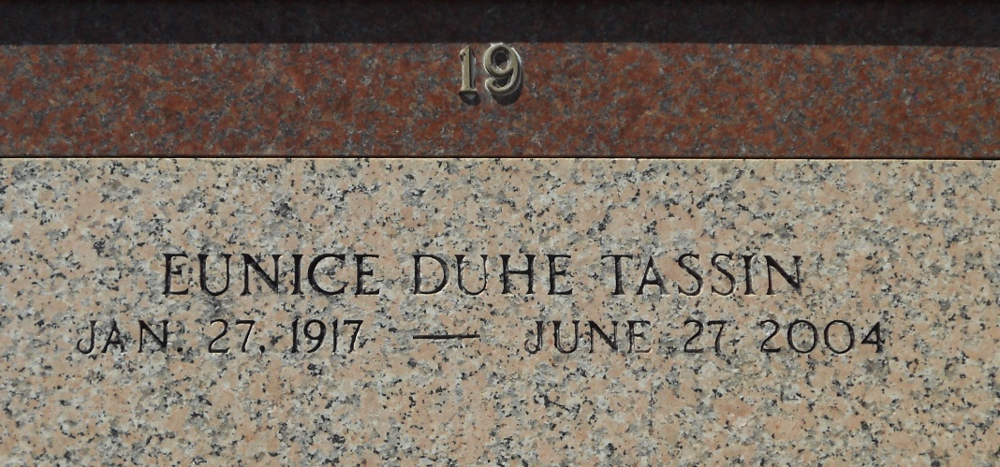 19
EUNICE DUHE TASSIN
JAN. 27, 1917 — JUNE 27 2004